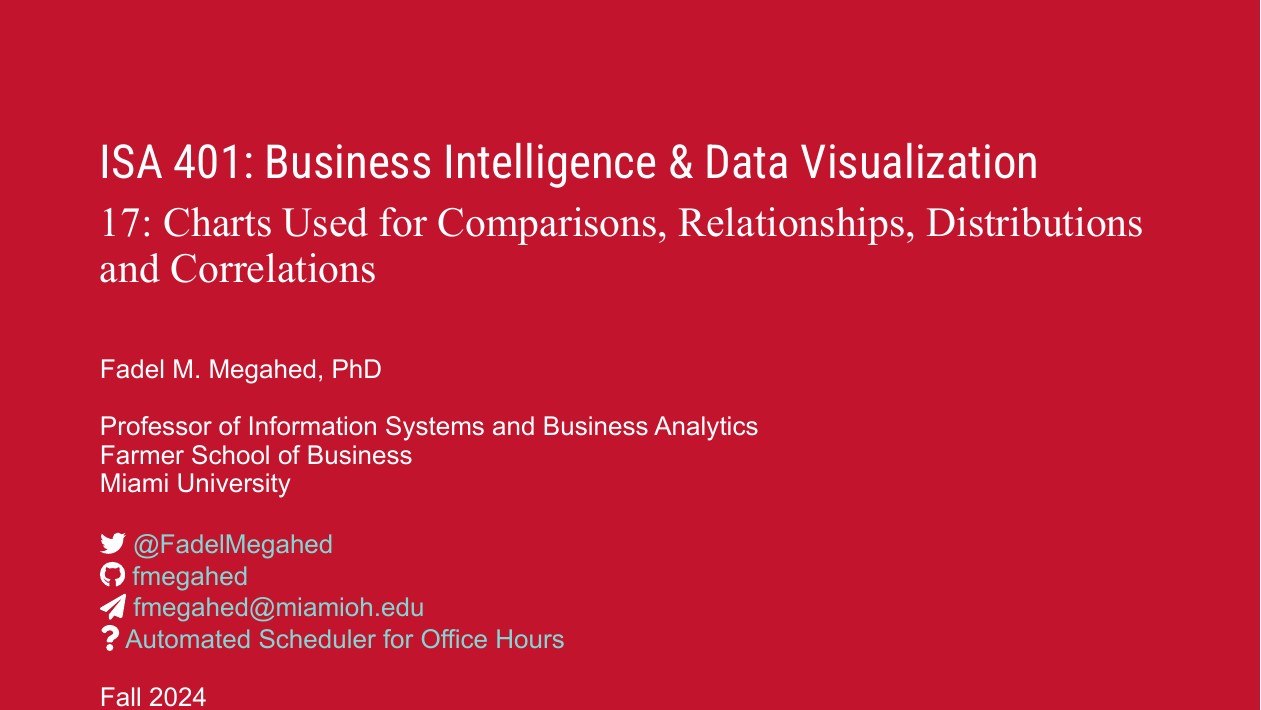 ISA 401: Business Intelligence & Data Visualization
17: Charts Used for Comparisons, Relationships, Distributions
and Correlations
Fadel M. Megahed, PhD
Professor of Information Systems and Business Analytics
Farmer School of Business
Miami University
@FadelMegahed
fmegahed
fmegahed@miamioh.edu
Automated Scheduler for Office Hours
Fall 2024